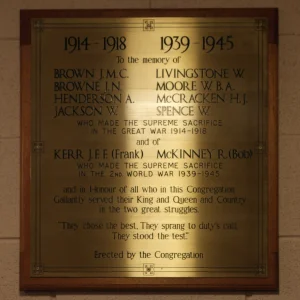 1914-1918 1939-1945
To the memory of
BROWN J.M.C. LIVINGSTONE W.
BROWNE I.N. MOORE W.B.A.
HENDERSON A. McCRACKEN H.J.
JACKSON W. SPENCE W.
WHO MADE THE SUPREME SACRIFICE
IN THE GREAT WAR 1914-1918
and of
KERR J.F.F. (Frank) McKINNEY R. (Bob)
WHO MADE THE SUPREME SACRIFICE
IN THE 2nd WORLD WAR 1939-1945
and in Honour of all who in this Congregation
Gallantly served their King and Queen and Country
in the two great struggles.
"They chose the best, They sprang to duty's call,
They stood the test."
Erected by the Congregation